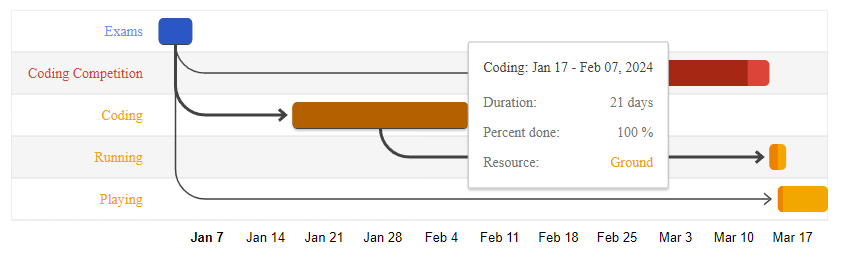 Exams
Coding Competition
Coding
Running
Playing
Coding: Jan 17 - Feb 07, 2024
Duration: 21 days
Percent done: 100 %
Resource: Ground
Jan 7 Jan 14 Jan 21 Jan 28 Feb 4 Feb 11 Feb 18 Feb 25 Mar 3 Mar 10 Mar 17